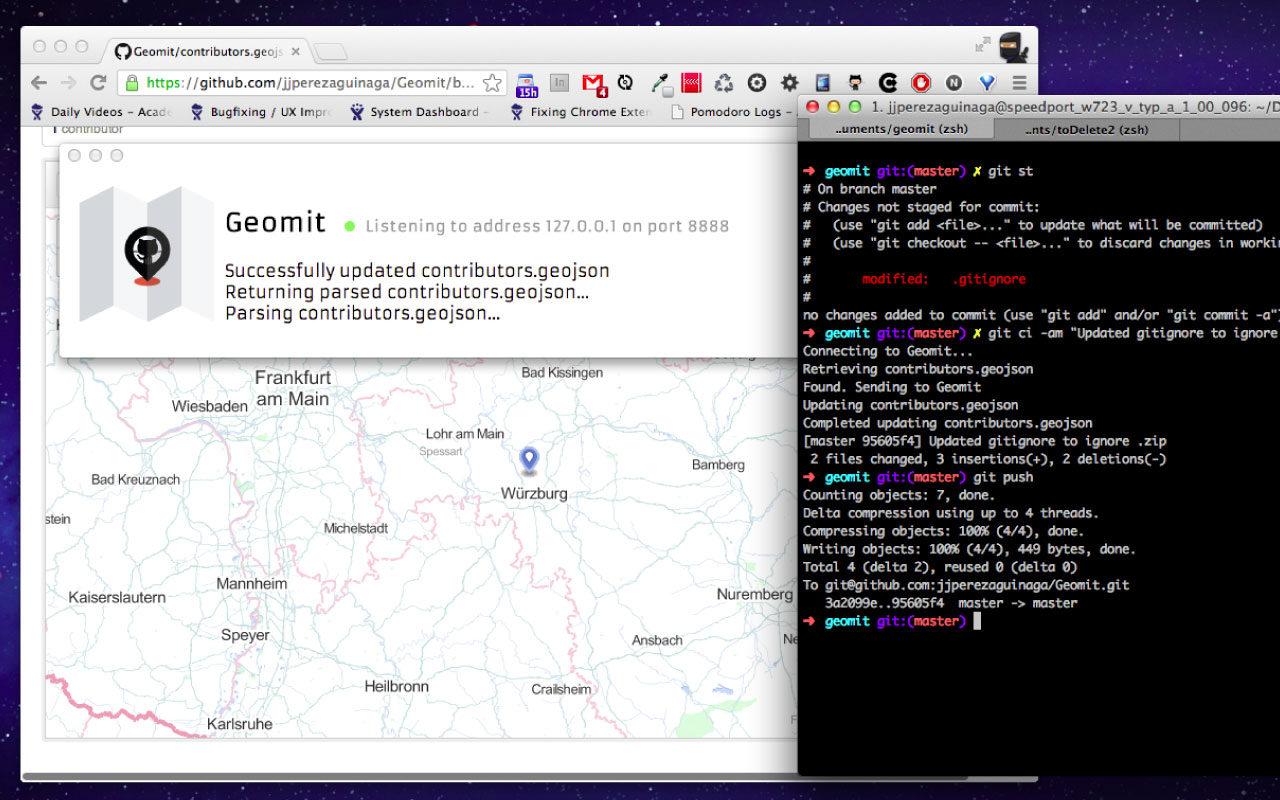 Geomit/contributors.geojs
https://github.com/jjperezaguinaga/Geomit/b...
15h
In
4
Daily Videos – Acade
Bugfixing / UX Impro
System Dashboard –
Fixing Chrome Exten
Pomodoro Logs –
1 contributor
Geomit
Listening to address 127.0.0.1 on port 8888
Successfully updated contributors.geojson
Returning parsed contributors.geojson...
Parsing contributors.geojson...
Frankfurt
am Main
Bad Kissingen
Wiesbaden
Lohr am Main
Spessart
Bamberg
Bad Kreuznach
Würzburg
stein
Michelstadt
Mannheim
Kaiserslautern
Nuremberg
Speyer
Ansbach
Ne
Heilbronn
Crailsheim
Karlsruhe
1. jjperezaguinaga@speedport_w723_v_typ_a_1_00_096: ~/D
..uments/geomit (zsh)
..nts/toDelete2 (zsh)
➜ geomit git:(master) ✗ git st
# On branch master
# Changes not staged for commit:
#   (use "git add <file>..." to update what will be committed)
#   (use "git checkout -- <file>..." to discard changes in workin
#
#       modified:   .gitignore
#
no changes added to commit (use "git add" and/or "git commit -a")
➜ geomit git:(master) ✗ git ci -am "Updated gitignore to ignore
Connecting to Geomit...
Retrieving contributors.geojson
Found. Sending to Geomit
Updating contributors.geojson
Completed updating contributors.geojson
[master 95605f4] Updated gitignore to ignore .zip
2 files changed, 3 insertions(+), 2 deletions(-)
➜ geomit git:(master) git push
Counting objects: 7, done.
Delta compression using up to 4 threads.
Compressing objects: 100% (4/4), done.
Writing objects: 100% (4/4), 449 bytes, done.
Total 4 (delta 2), reused 0 (delta 0)
To git@github.com:jjperezaguinaga/Geomit.git
3a2099e..95605f4  master -> master
➜ geomit git:(master)